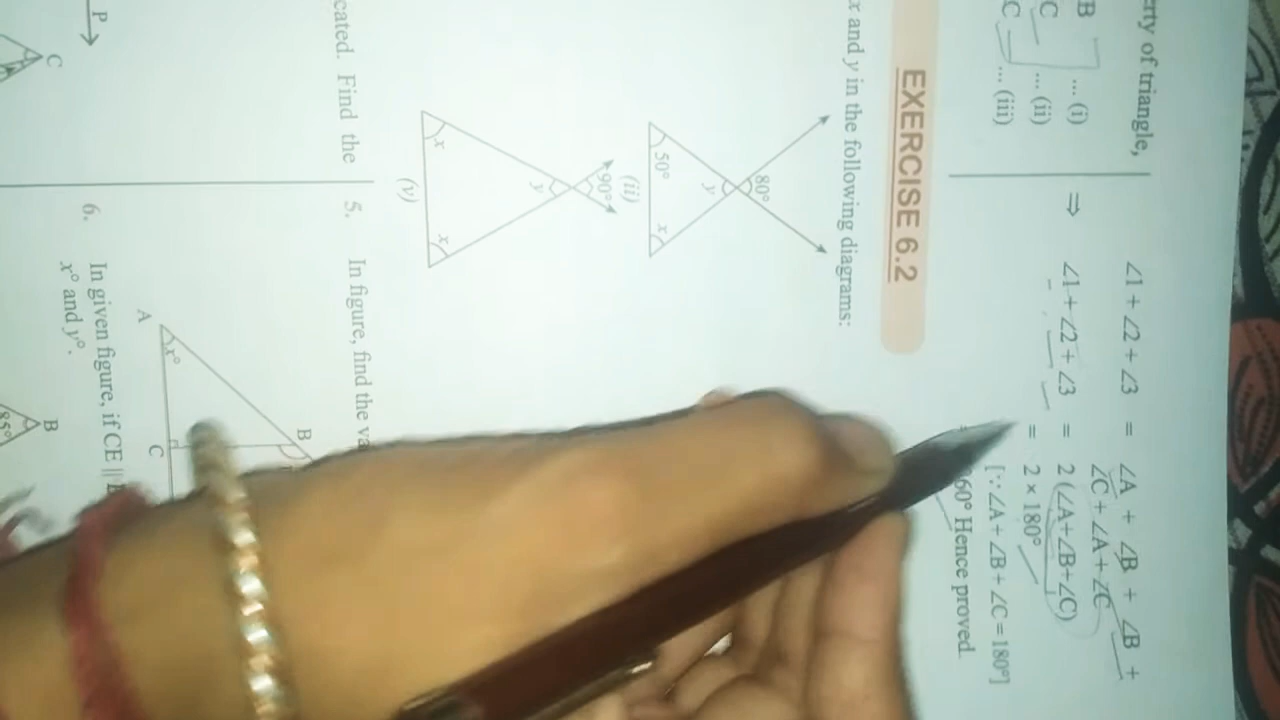 erty of triangle,
B ... (i)
C ... (ii)
C ... (iii)
∠1 + ∠2 + ∠3 = ∠A + ∠B + ∠B +
∠C + ∠A + ∠C
⇒ ∠1 + ∠2 + ∠3 = 2 (∠A+∠B+∠C)
= 2 × 180°
[∵ ∠A + ∠B + ∠C = 180°]
60° Hence proved.
EXERCISE 6.2
x and y in the following diagrams:
80°
y
50° x
(ii)
90°
y
x x
(v)
cated. Find the
5. In figure, find the va
B
A x° C
6. In given figure, if CE ||
x° and y°.
P
C
B
85°